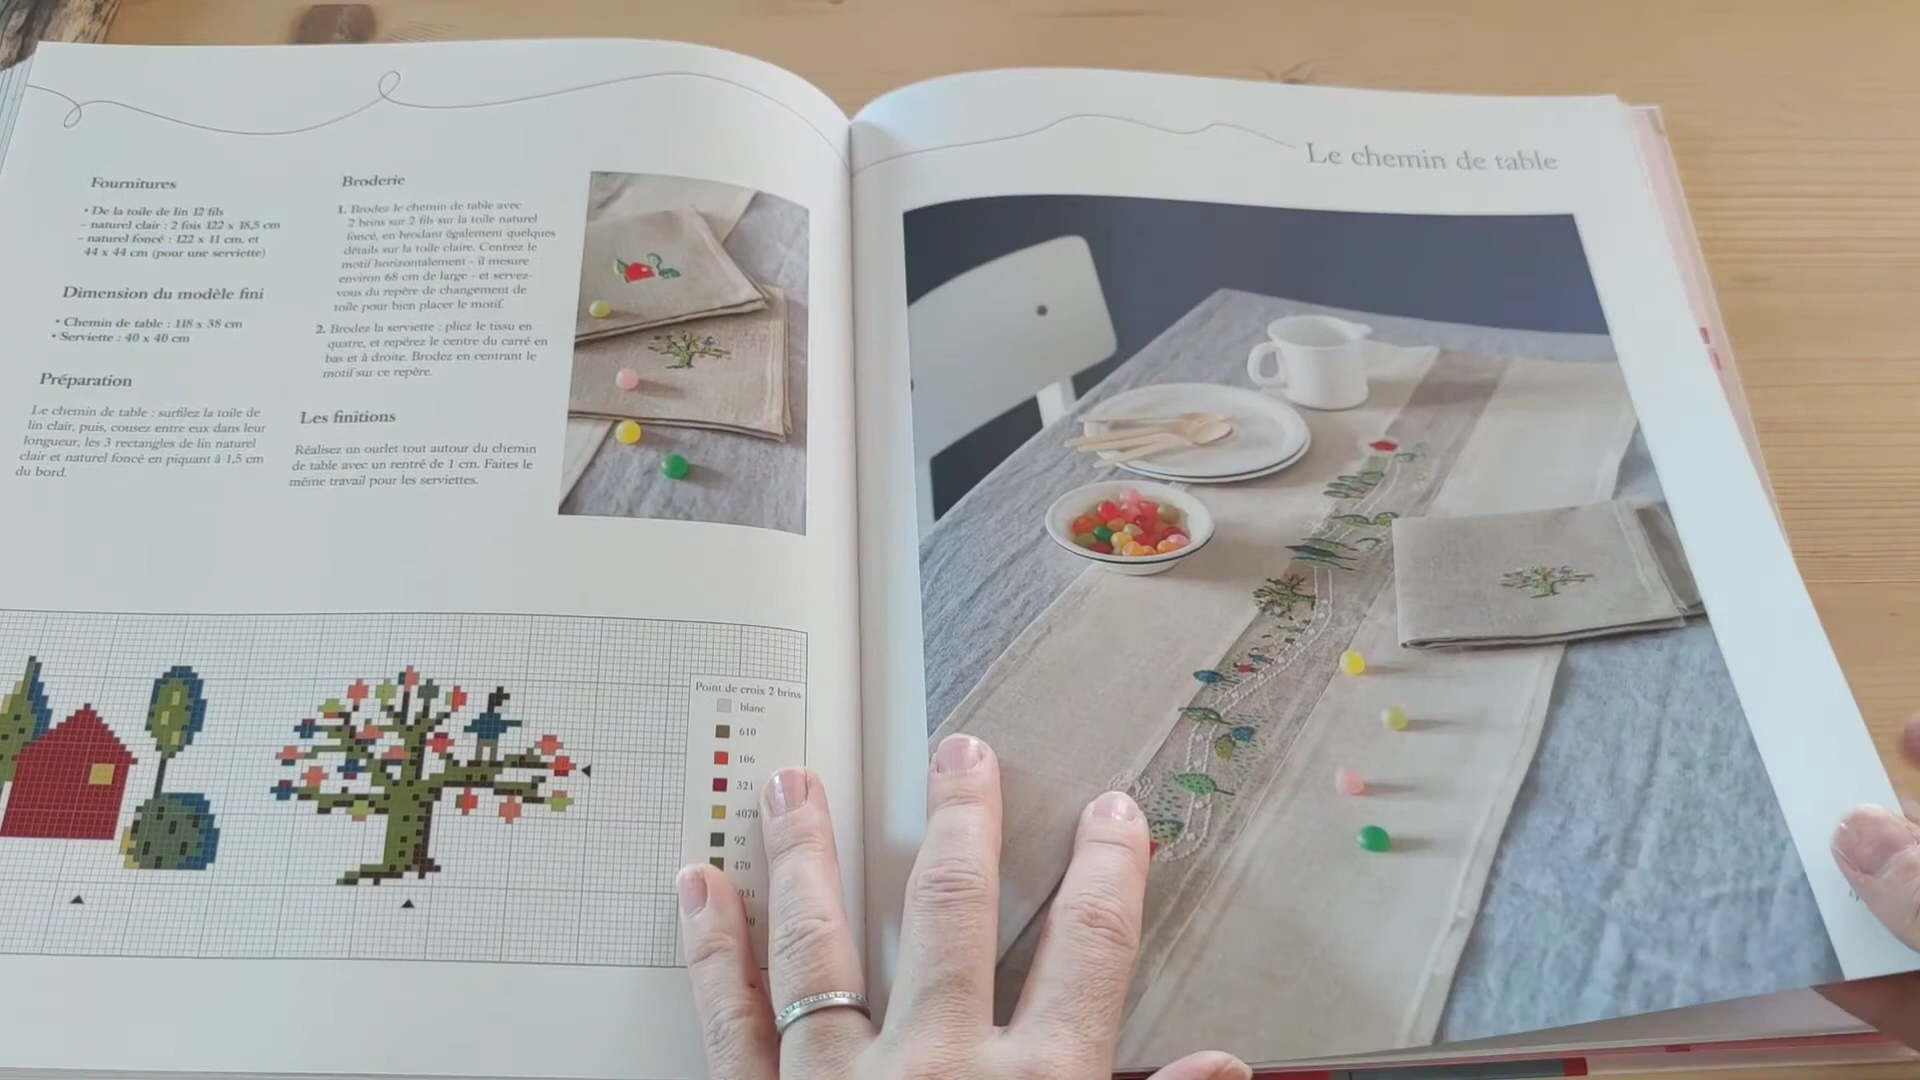 Fournitures
• De la toile de lin 12 fils
- naturel clair : 2 fois 122 x 18,5 cm
- naturel foncé : 122 x 11 cm, et
44 x 44 cm (pour une serviette)
Dimension du modèle fini
• Chemin de table : 118 x 38 cm
• Serviette : 40 x 40 cm
Préparation
Le chemin de table : surfilez la toile de
lin clair, puis, cousez entre eux dans leur
longueur, les 3 rectangles de lin naturel
clair et naturel foncé en piquant à 1,5 cm
du bord.
Broderie
1. Brodez le chemin de table avec
2 brins sur 2 fils sur la toile naturel
foncé, en brodant également quelques
détails sur la toile claire. Centrez le
motif horizontalement - il mesure
environ 68 cm de large - et servez-
vous du repère de changement de
toile pour bien placer le motif.
2. Brodez la serviette : pliez le tissu en
quatre, et repérez le centre du carré en
bas et à droite. Brodez en centrant le
motif sur ce repère.
Les finitions
Réalisez un ourlet tout autour du chemin
de table avec un rentré de 1 cm. Faites le
même travail pour les serviettes.
Point de croix 2 brins
blanc
610
106
321
4070
92
470
Le chemin de table